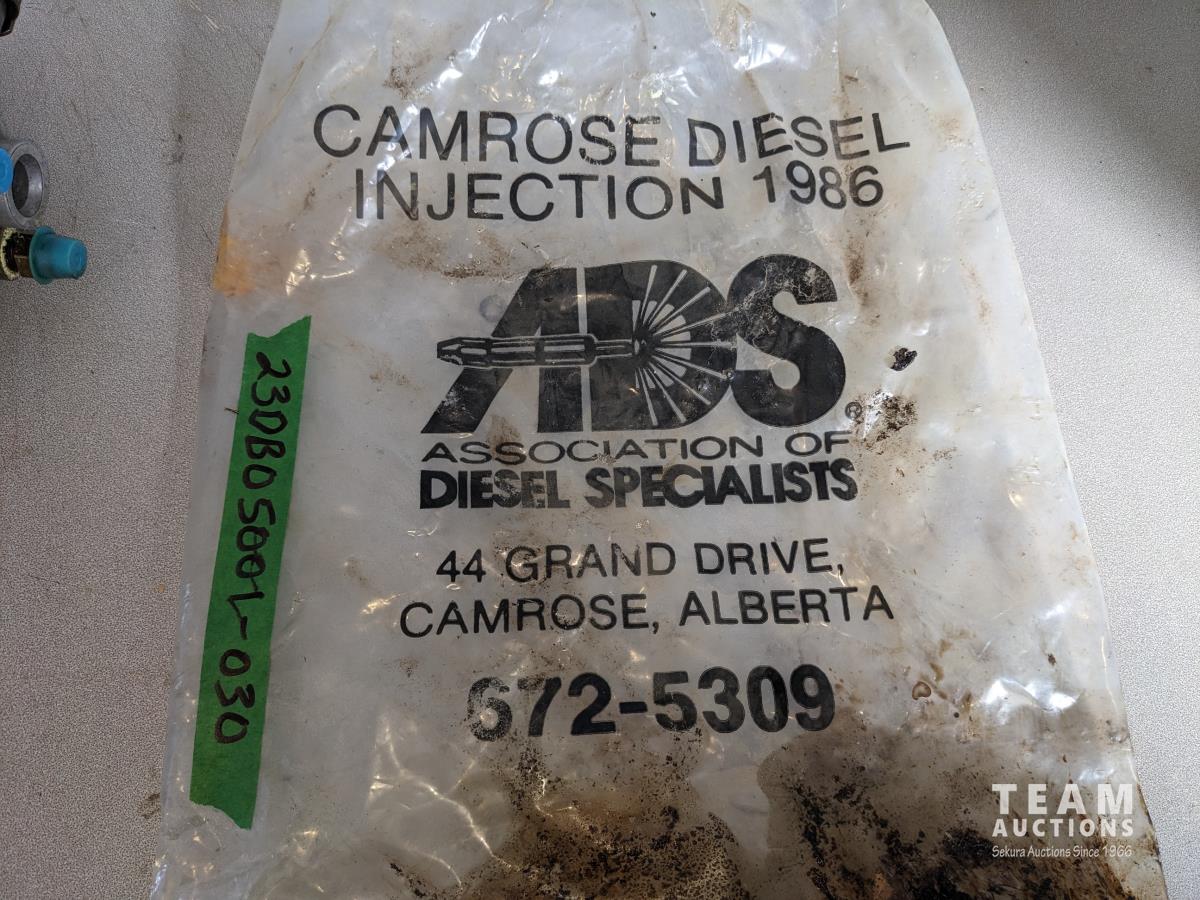 CAMROSE DIESEL
INJECTION 1986
ADS®
ASSOCIATION OF
DIESEL SPECIALISTS
44 GRAND DRIVE,
CAMROSE, ALBERTA
672-5309
230B05001-030
TEAM
AUCTIONS
Sekura Auctions Since 1966